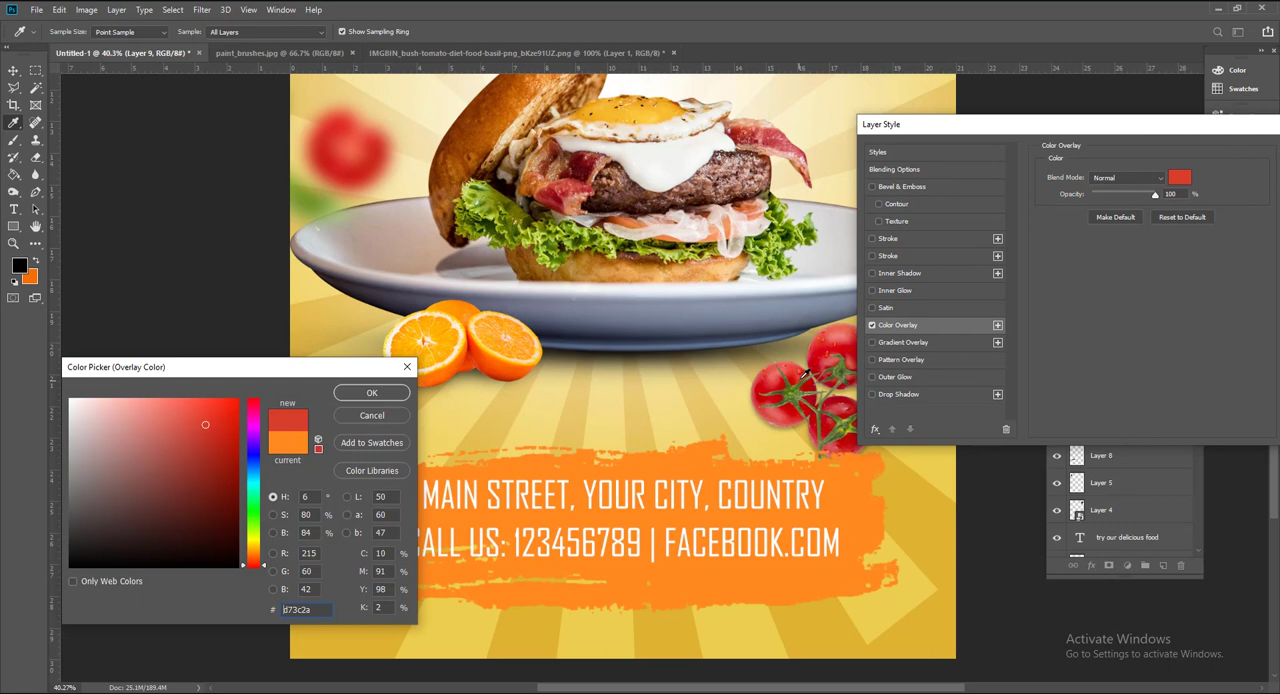 Ps File Edit Image Layer Type Select Filter 3D View Window Help
Sample Size: Point Sample Sample: All Layers Show Sampling Ring
Untitled-1 @ 40.3% (Layer 9, RGB/8#) * × paint_brushes.jpg @ 66.7% (RGB/8#) × IMGBIN_bush-tomato-diet-food-basil-png_bKze91UZ.png @ 100% (Layer 1, RGB/8#) * ×
Color
Swatches
Layer Style
Styles
Blending Options
Bevel & Emboss
Contour
Texture
Stroke
Stroke
Inner Shadow
Inner Glow
Satin
Color Overlay
Gradient Overlay
Pattern Overlay
Outer Glow
Drop Shadow
fx
Color Overlay
Color
Blend Mode: Normal
Opacity: 100 %
Make Default Reset to Default
Color Picker (Overlay Color)
new
current
OK
Cancel
Add to Swatches
Color Libraries
H: 6 ° L: 50
S: 80 % a: 60
B: 84 % b: 47
R: 215 C: 10 %
G: 60 M: 91 %
B: 42 Y: 98 %
# d73c2a K: 2 %
Only Web Colors
MAIN STREET, YOUR CITY, COUNTRY
CALL US: 123456789 | FACEBOOK.COM
Layer 8
Layer 5
Layer 4
T try our delicious food
fx
Activate Windows
Go to Settings to activate Windows.
40.27% Doc: 25.1M/189.4M